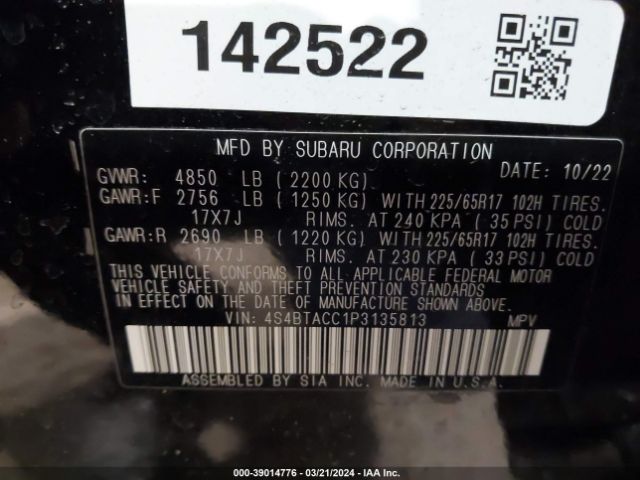 142522
MFD BY SUBARU CORPORATION
DATE: 10/22
GVWR: 4850 LB (2200 KG)
GAWR:F 2756 LB (1250 KG) WITH 225/65R17 102H TIRES.
17X7J RIMS. AT 240 KPA (35 PSI) COLD
GAWR:R 2690 LB (1220 KG) WITH 225/65R17 102H TIRES.
17X7J RIMS. AT 230 KPA (33 PSI) COLD
THIS VEHICLE CONFORMS TO ALL APPLICABLE FEDERAL MOTOR
VEHICLE SAFETY AND THEFT PREVENTION STANDARDS IN
EFFECT ON THE DATE OF MANUFACTURE SHOWN ABOVE.
VIN: 4S4BTACC1P3135813 MPV
ASSEMBLED BY SIA INC. MADE IN U.S.A.
000-39014776 — 03/21/2024 — IAA Inc.